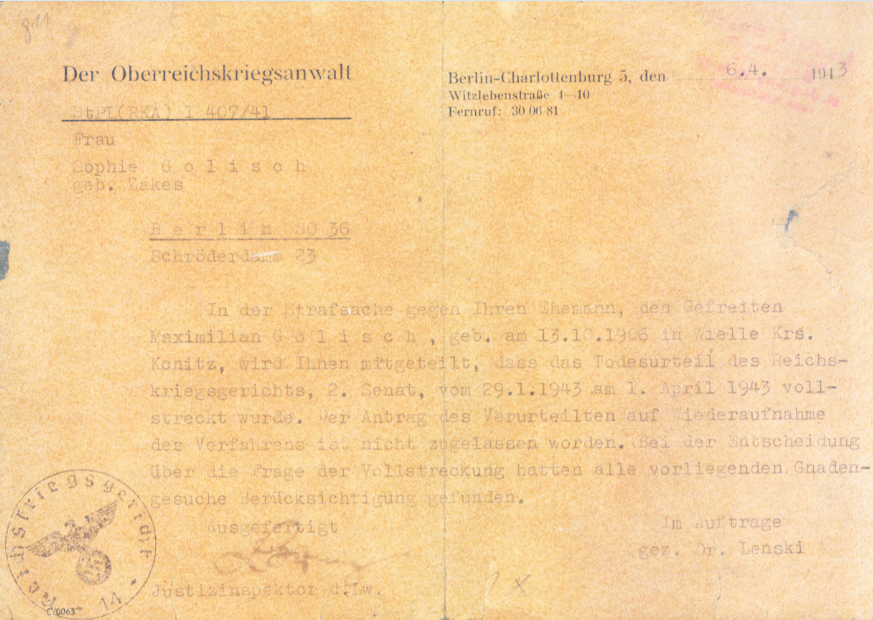 Der Oberreichskriegsanwalt
StPL(RKA) I 407/41
Berlin-Charlottenburg 5, den 6.4. 1943
Witzlebenstraße 4–10
Fernruf: 30 06 81
Frau
Sophie G o l i s c h
geb. Zakes
B e r l i n SO 36
Schröderdamm 23
In der Strafsache gegen Ihren Ehemann, den Gefreiten
Maximilian G o l i s c h , geb. am 13.10.1906 in Wielle Krs.
Konitz, wird Ihnen mitgeteilt, dass das Todesurteil des Reichs-
kriegsgerichts, 2. Senat, vom 29.1.1943 am 1. April 1943 voll-
streckt wurde. Der Antrag des Verurteilten auf Wiederaufnahme
des Verfahrens ist nicht zugelassen worden. Bei der Entscheidung
über die Frage der Vollstreckung hatten alle vorliegenden Gnaden-
gesuche Berücksichtigung gefunden.
Ausgefertigt
Im Auftrage
gez. Dr. Lenski
Justizinspektor d.Lw.
Reichskriegsgericht
14
C/0063